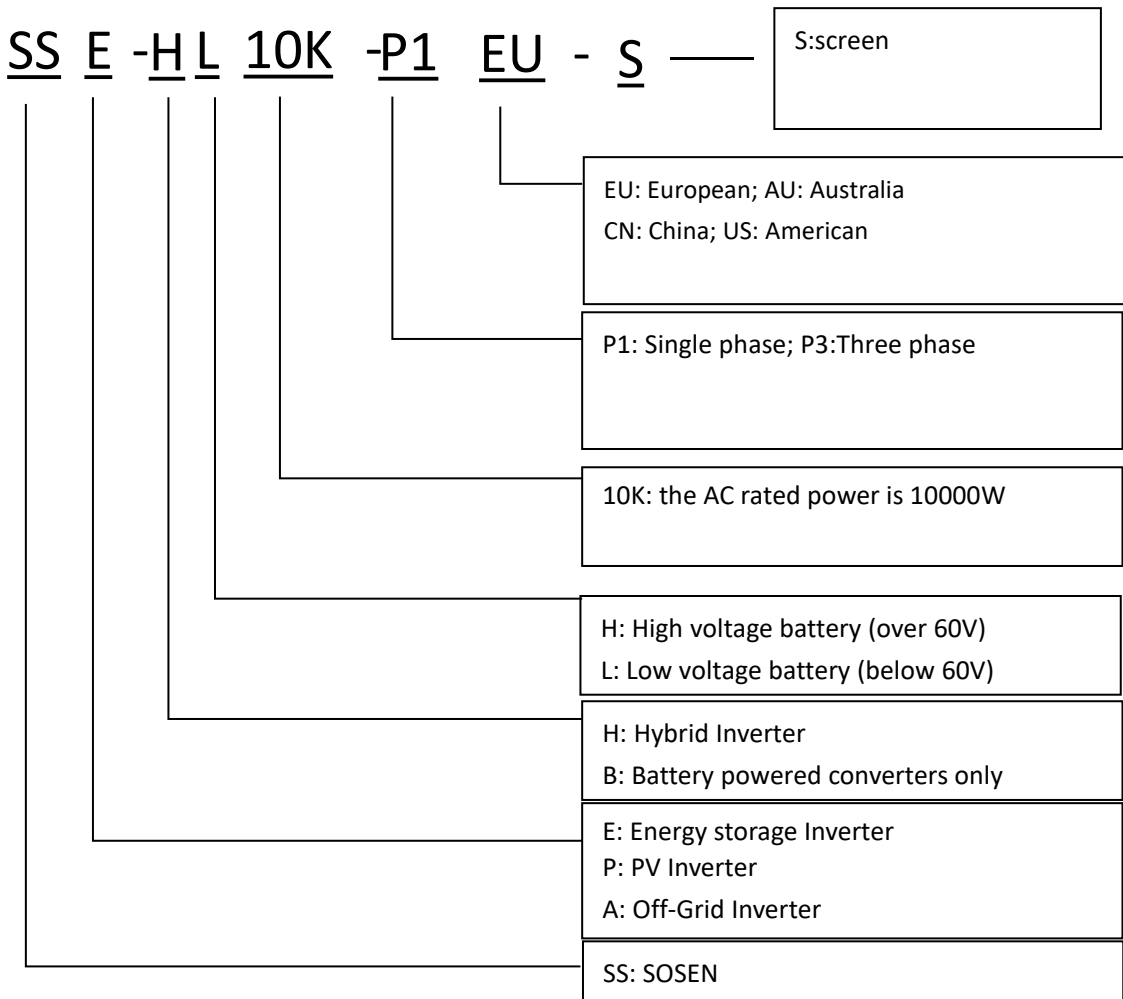 SS E -H L 10K -P1 EU - S
S:screen
EU: European; AU: Australia
CN: China; US: American
P1: Single phase; P3:Three phase
10K: the AC rated power is 10000W
H: High voltage battery (over 60V)
L: Low voltage battery (below 60V)
H: Hybrid Inverter
B: Battery powered converters only
E: Energy storage Inverter
P: PV Inverter
A: Off-Grid Inverter
SS: SOSEN